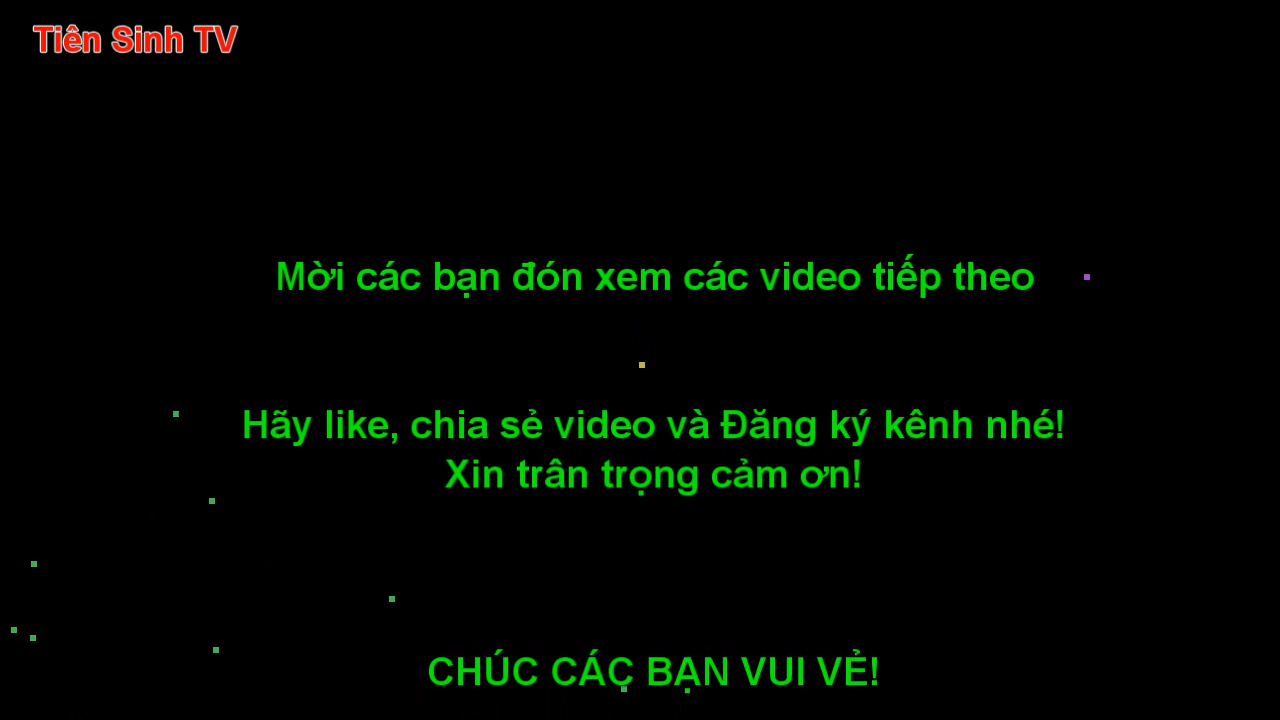 Tiên Sinh TV
Mời các bạn đón xem các video tiếp theo
Hãy like, chia sẻ video và Đăng ký kênh nhé!
Xin trân trọng cảm ơn!
CHÚC CÁC BẠN VUI VẺ!